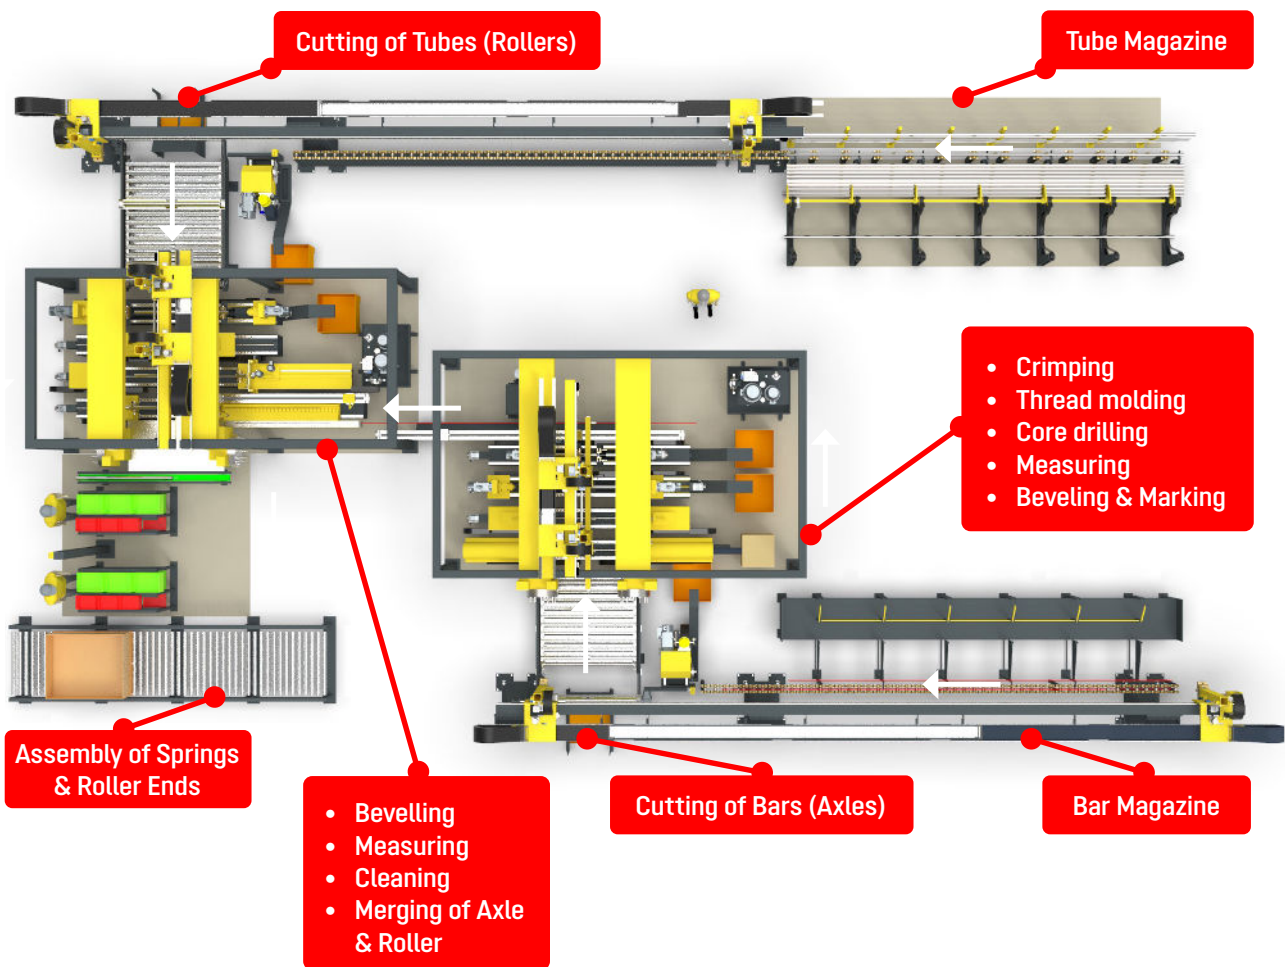 Cutting of Tubes (Rollers)
Tube Magazine
• Crimping
• Thread molding
• Core drilling
• Measuring
• Beveling & Marking
Assembly of Springs
& Roller Ends
• Bevelling
• Measuring
• Cleaning
• Merging of Axle
& Roller
Cutting of Bars (Axles)
Bar Magazine